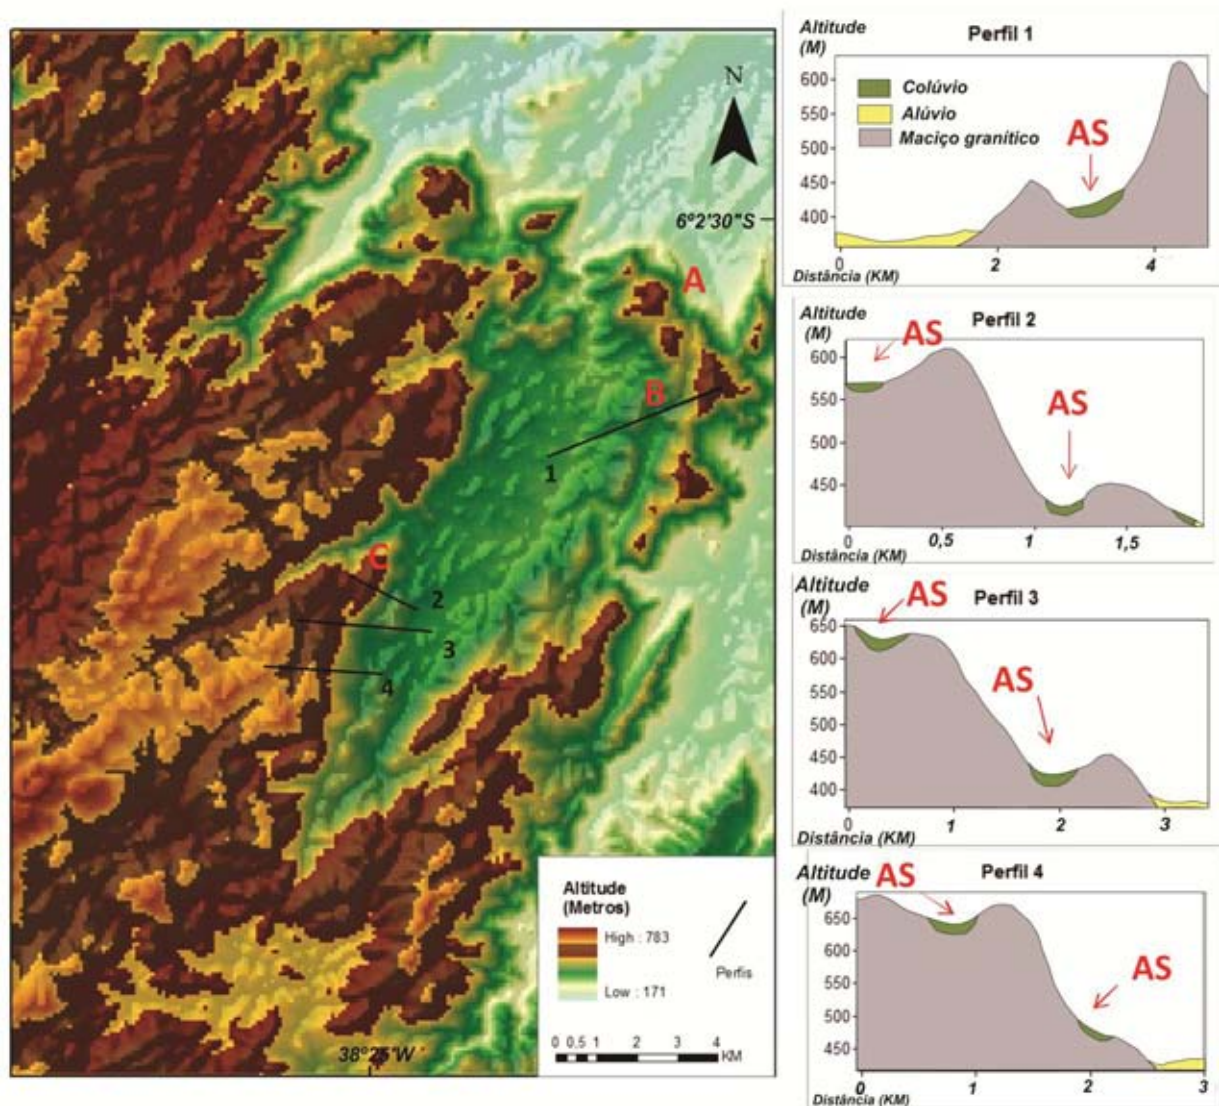 N
6º2'30"S
A
B
1
C
2
3
4
38º25'W
Altitude
(Metros)
High : 783
Low : 171
Perfis
0 0,5 1 2 3 4
KM
Altitude
(M)
Perfil 1
600
550
500
450
400
Colúvio
Alúvio
Maciço granítico
AS
0 2 4
Distância (KM)
Altitude
(M)
Perfil 2
AS
AS
600
550
500
450
0 0,5 1 1,5
Distância (KM)
Altitude
(M)
Perfil 3
AS
AS
650
600
550
500
450
400
0 1 2 3
Distância (KM)
Altitude
(M)
Perfil 4
AS
AS
650
600
550
500
450
0 1 2 3
Distância (KM)